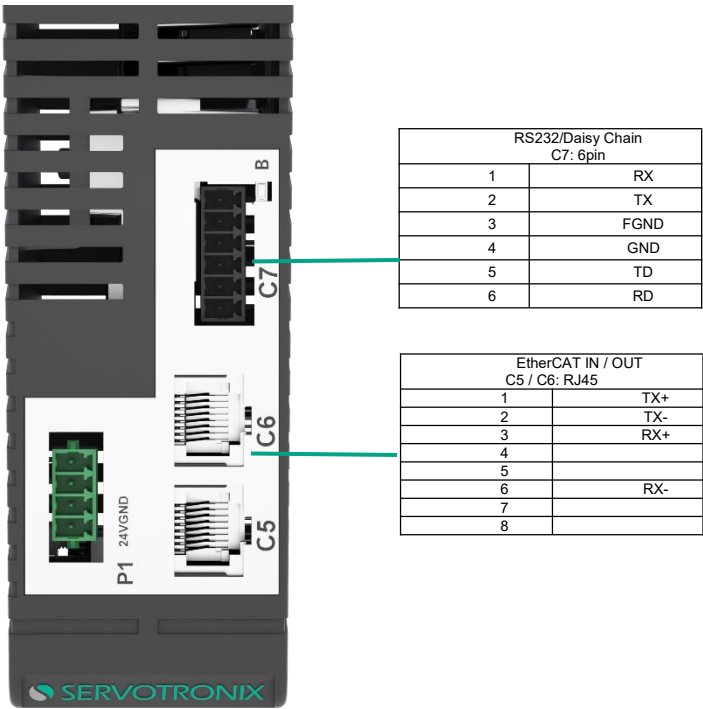 B
C7
C6
C5
P1 24VGND
SERVOTRONIX
RS232/Daisy Chain
C7: 6pin
1 RX
2 TX
3 FGND
4 GND
5 TD
6 RD
EtherCAT IN / OUT
C5 / C6: RJ45
1 TX+
2 TX-
3 RX+
4
5
6 RX-
7
8